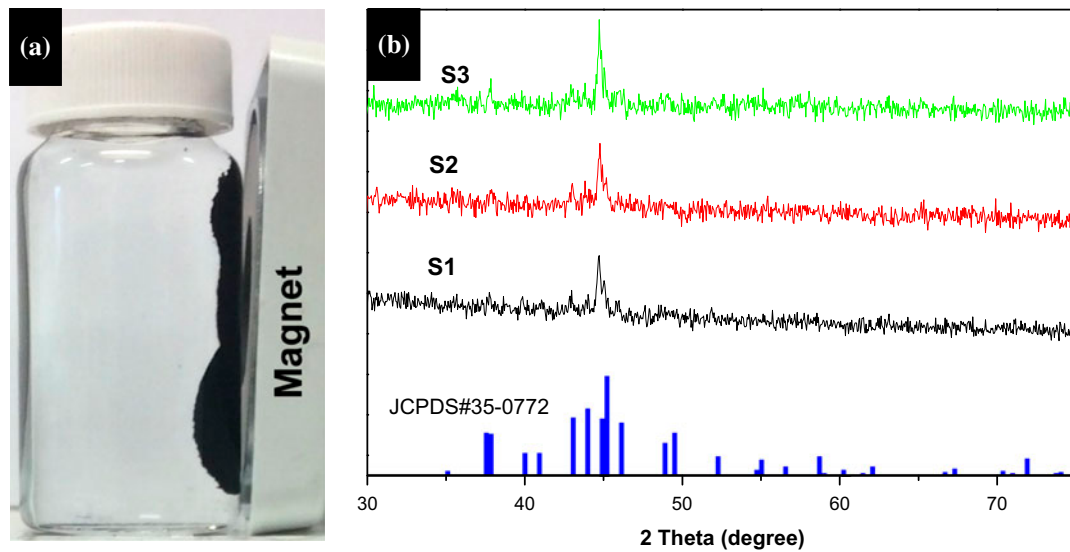 (a)
Magnet
(b)
S3
S2
S1
JCPDS#35-0772
30 40 50 60 70
2 Theta (degree)